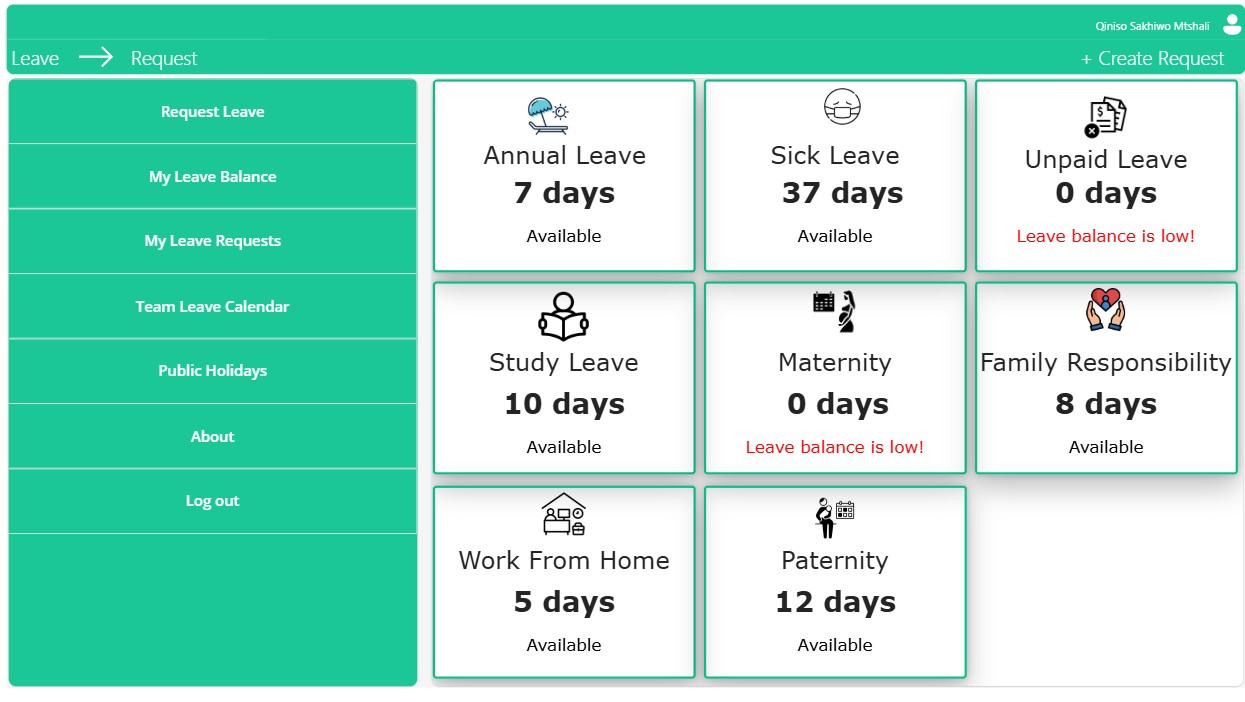 Qiniso Sakhiwo Mtshali
Leave
Request
+ Create Request
Request Leave
My Leave Balance
My Leave Requests
Team Leave Calendar
Public Holidays
About
Log out
Annual Leave
7 days
Available
Sick Leave
37 days
Available
$
Unpaid Leave
0 days
Leave balance is low!
Study Leave
10 days
Available
Maternity
0 days
Leave balance is low!
Family Responsibility
8 days
Available
Work From Home
5 days
Available
Paternity
12 days
Available